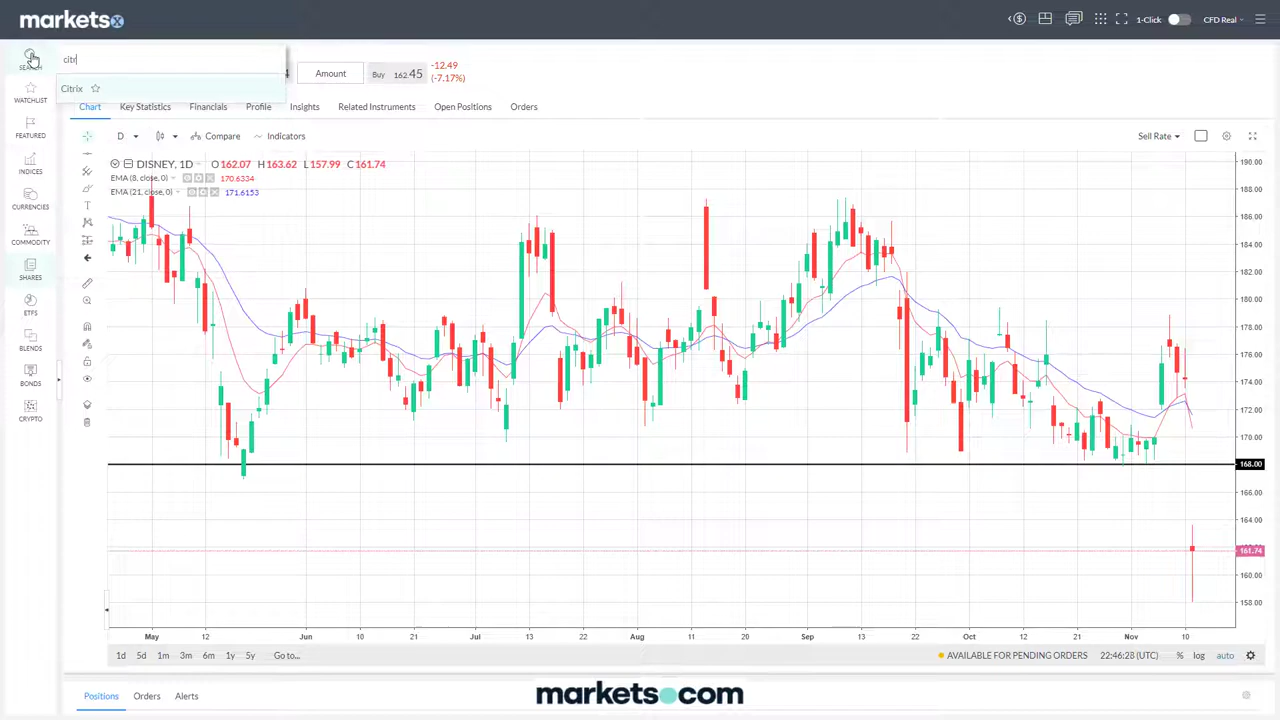 marketsx
1-Click
CFD Real
SEARCH
citr
Citrix
4
Amount
Buy 162.45
-12.49
(-7.17%)
WATCHLIST
FEATURED
INDICES
CURRENCIES
COMMODITY
SHARES
ETFS
BLENDS
BONDS
CRYPTO
Chart
Key Statistics
Financials
Profile
Insights
Related Instruments
Open Positions
Orders
D
Compare
Indicators
Sell Rate
DISNEY, 1D
O162.07 H163.62 L157.99 C161.74
EMA (8, close, 0) 170.6334
EMA (21, close, 0) 171.6153
190.00
188.00
186.00
184.00
182.00
180.00
178.00
176.00
174.00
172.00
170.00
168.00
166.00
164.00
161.74
160.00
158.00
May 12 Jun 10 21 Jul 13 22 Aug 11 20 Sep 13 22 Oct 12 21 Nov 10
1d 5d 1m 3m 6m 1y 5y Go to...
AVAILABLE FOR PENDING ORDERS
22:46:28 (UTC)
% log auto
Positions
Orders
Alerts
markets.com